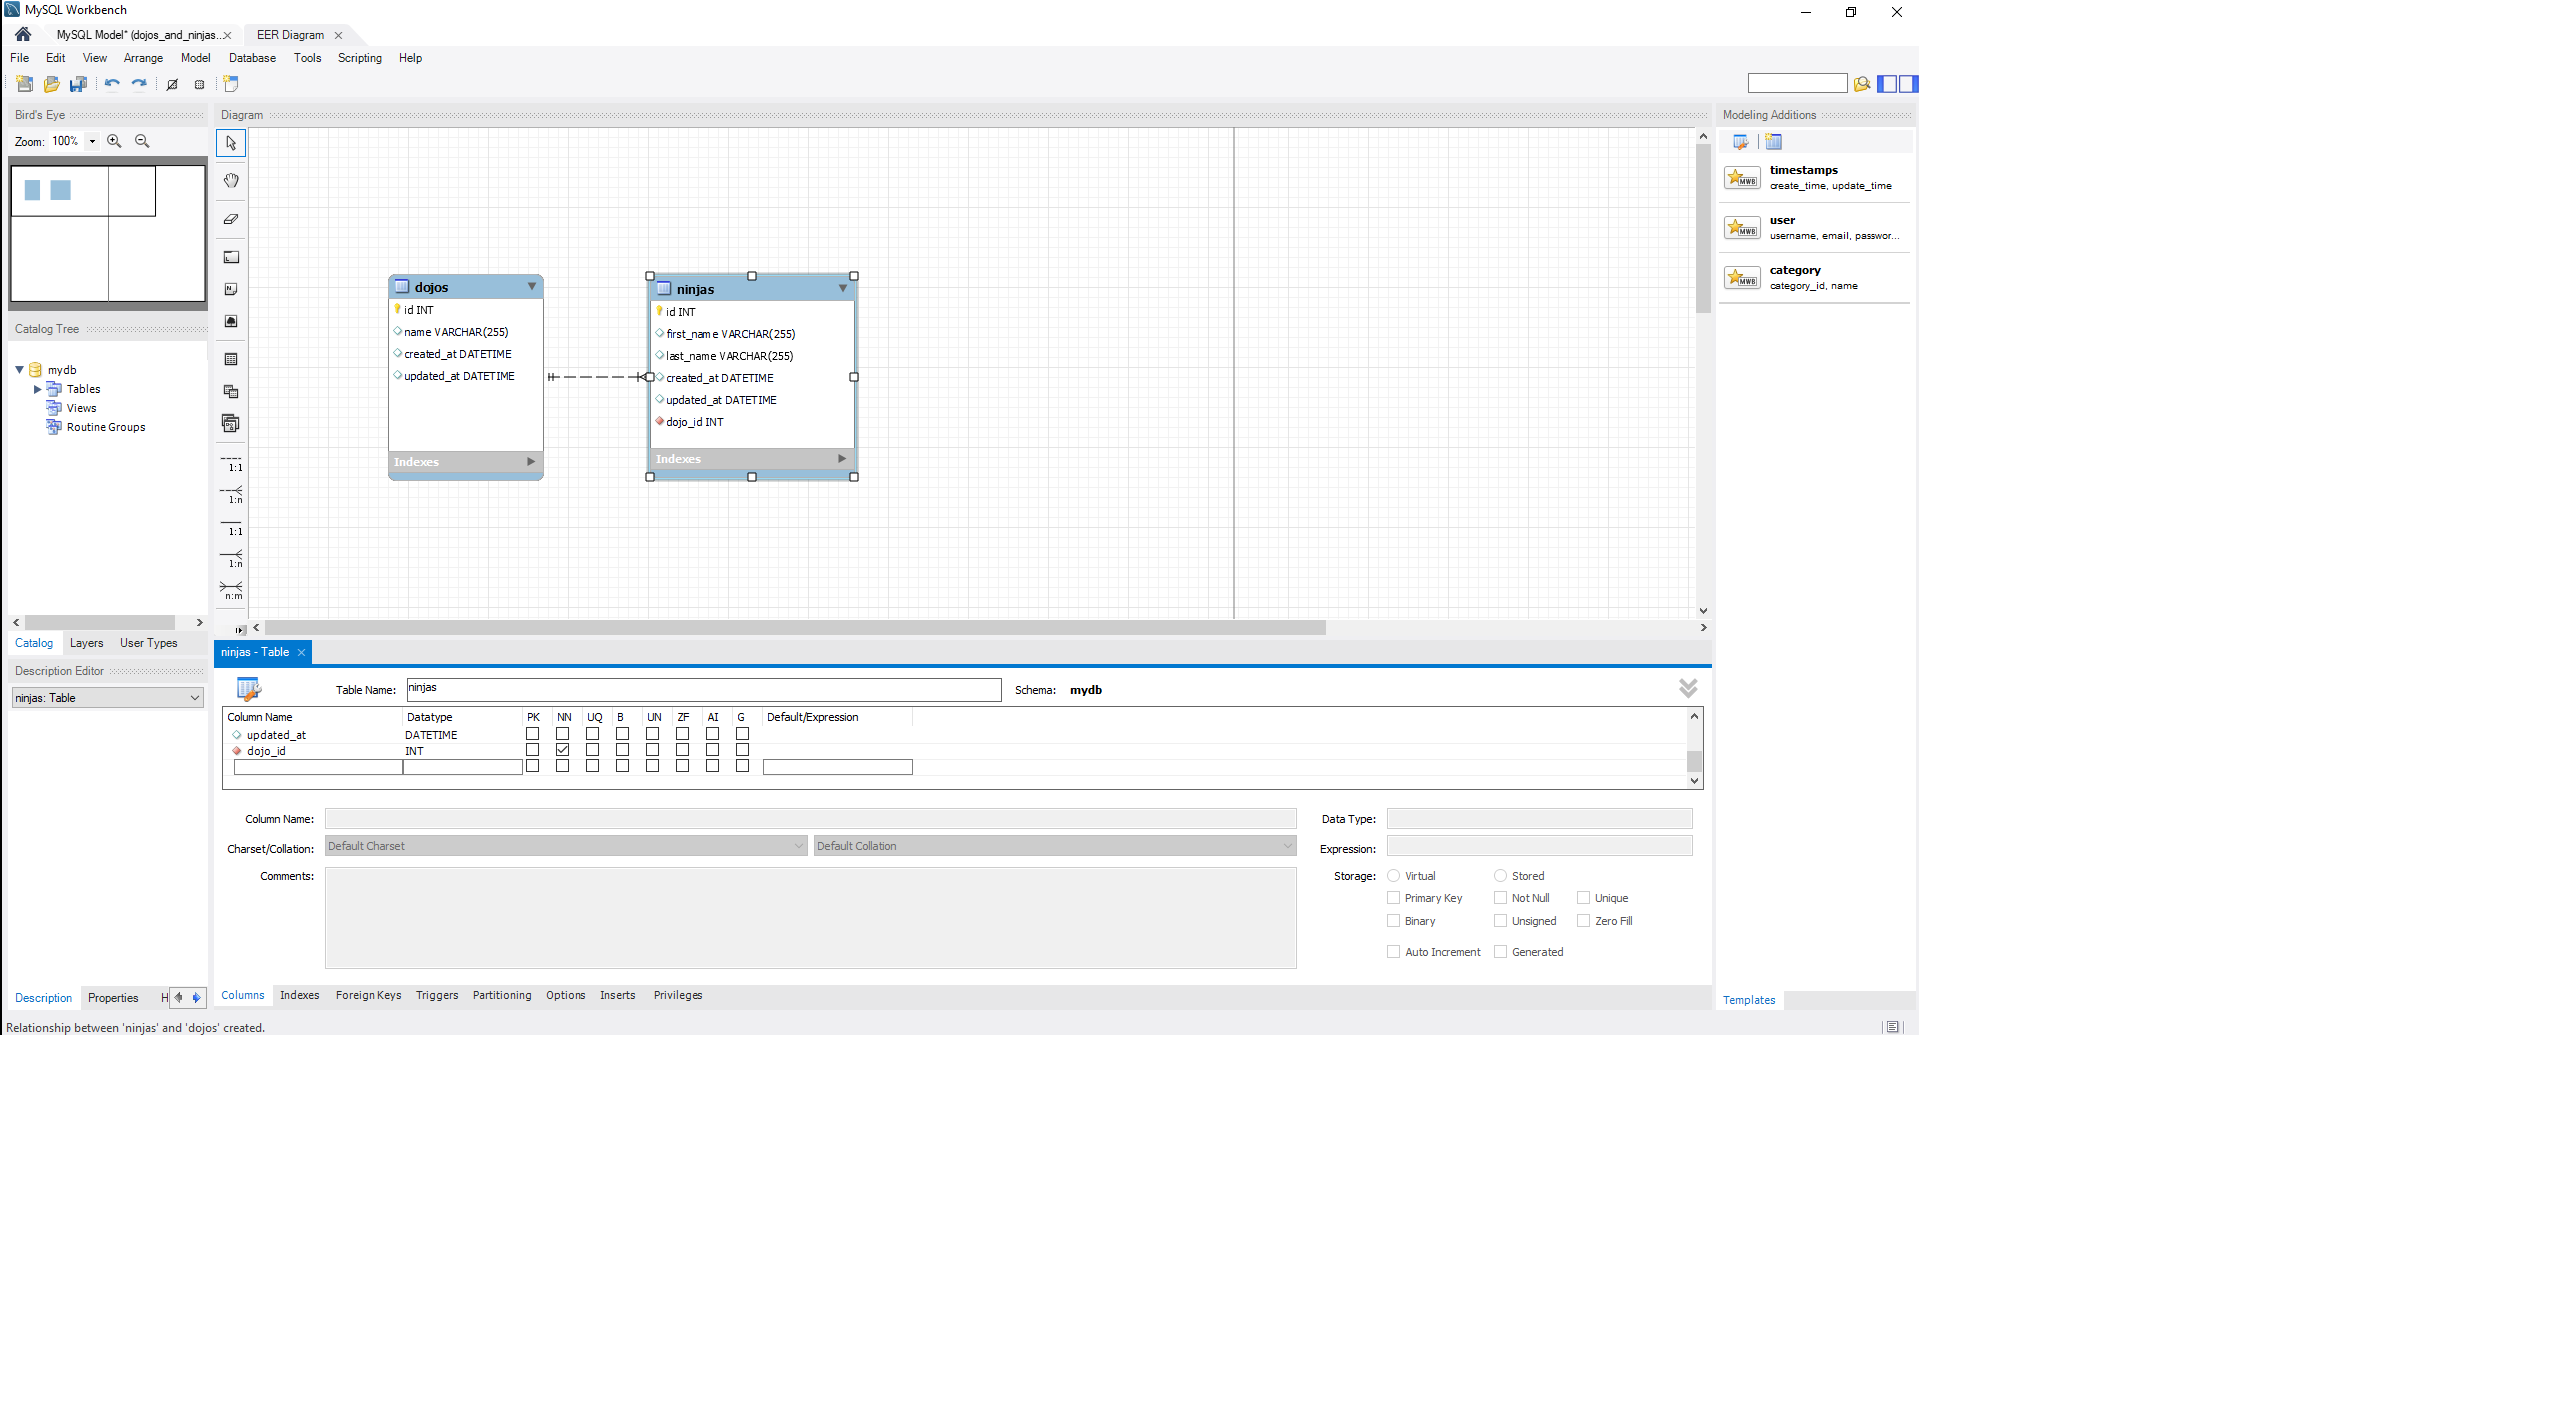 MySQL Workbench
MySQL Model* (dojos_and_ninjas...
EER Diagram
File Edit View Arrange Model Database Tools Scripting Help
Bird's Eye
Zoom: 100%
Catalog Tree
mydb
Tables
Views
Routine Groups
Catalog Layers User Types
Description Editor
ninjas: Table
Description Properties H
Diagram
1:1
1:n
1:1
1:n
n:m
dojos
id INT
name VARCHAR(255)
created_at DATETIME
updated_at DATETIME
Indexes
ninjas
id INT
first_name VARCHAR(255)
last_name VARCHAR(255)
created_at DATETIME
updated_at DATETIME
dojo_id INT
Indexes
Modeling Additions
MWB
timestamps
create_time, update_time
MWB
user
username, email, passwor...
MWB
category
category_id, name
Templates
ninjas - Table
Table Name: ninjas Schema: mydb
Column Name Datatype PK NN UQ B UN ZF AI G Default/Expression
updated_at DATETIME
dojo_id INT
Column Name: Data Type:
Charset/Collation: Default Charset Default Collation Expression:
Comments: Storage: Virtual Stored
Primary Key Not Null Unique
Binary Unsigned Zero Fill
Auto Increment Generated
Columns Indexes Foreign Keys Triggers Partitioning Options Inserts Privileges
Relationship between 'ninjas' and 'dojos' created.